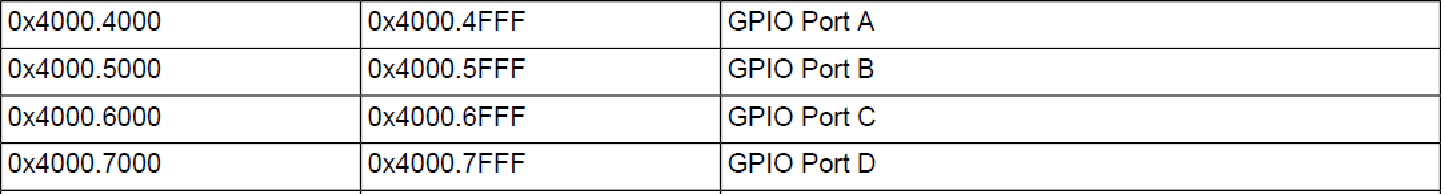 0x4000.4000 0x4000.4FFF GPIO Port A
0x4000.5000 0x4000.5FFF GPIO Port B
0x4000.6000 0x4000.6FFF GPIO Port C
0x4000.7000 0x4000.7FFF GPIO Port D